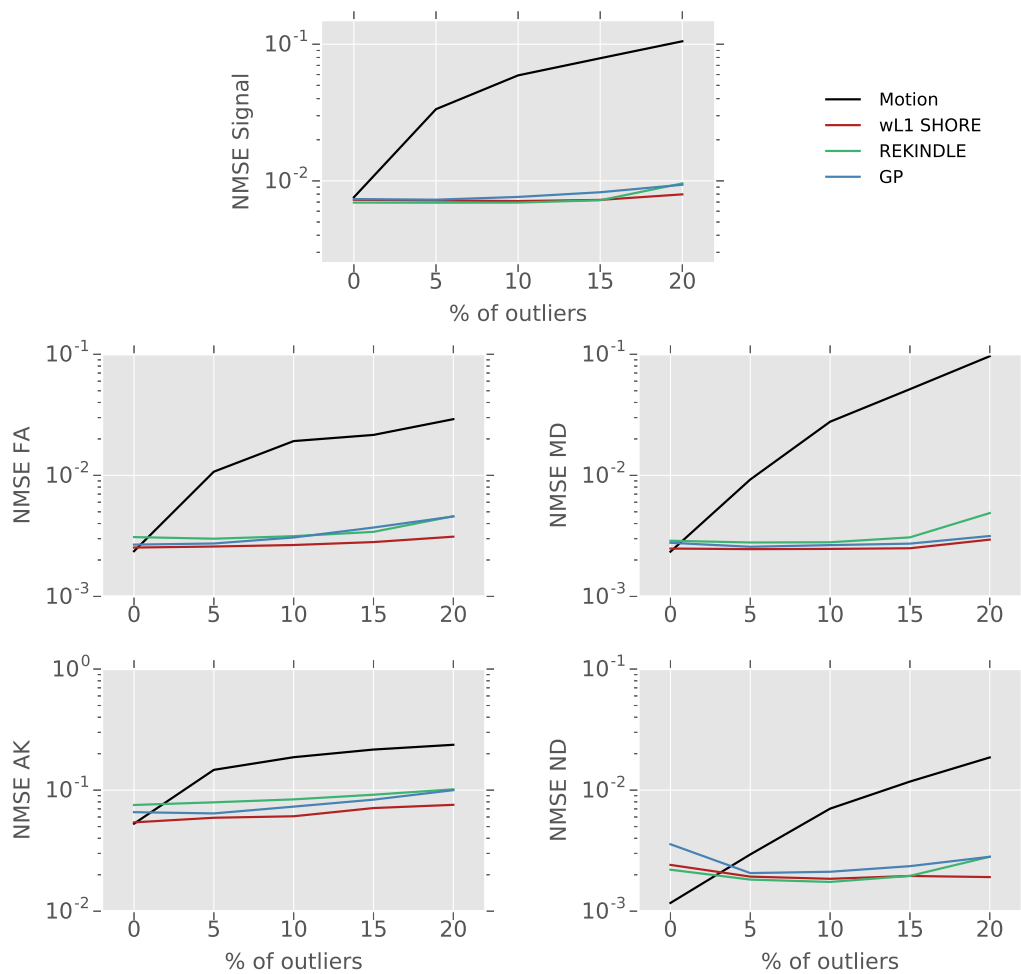 NMSE Signal
10-1
10-2
0 5 10 15 20
% of outliers
Motion
wL1 SHORE
REKINDLE
GP
NMSE FA
10-1
10-2
10-3
0 5 10 15 20
NMSE MD
10-1
10-2
10-3
0 5 10 15 20
NMSE AK
100
10-1
10-2
0 5 10 15 20
% of outliers
NMSE ND
10-1
10-2
10-3
0 5 10 15 20
% of outliers